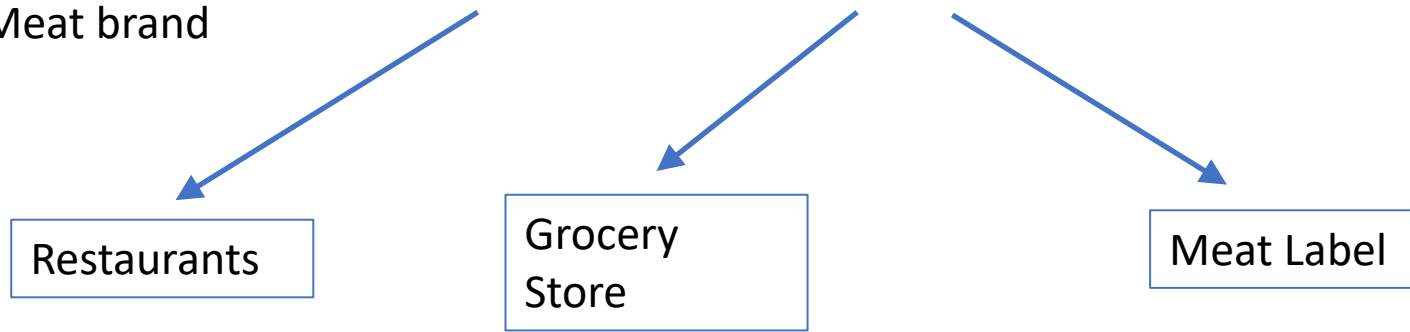 Meat brand
Restaurants
Grocery
Store
Meat Label